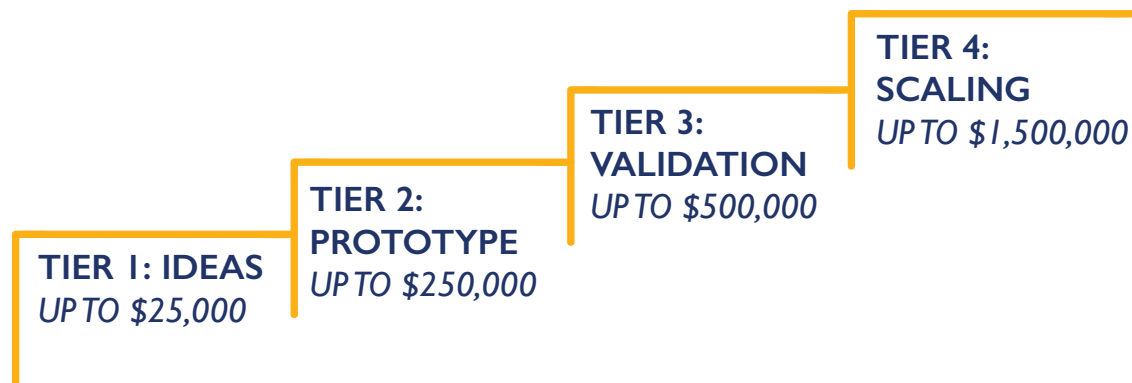 TIER 1: IDEAS
UP TO $25,000
TIER 2:
PROTOTYPE
UP TO $250,000
TIER 3:
VALIDATION
UP TO $500,000
TIER 4:
SCALING
UP TO $1,500,000